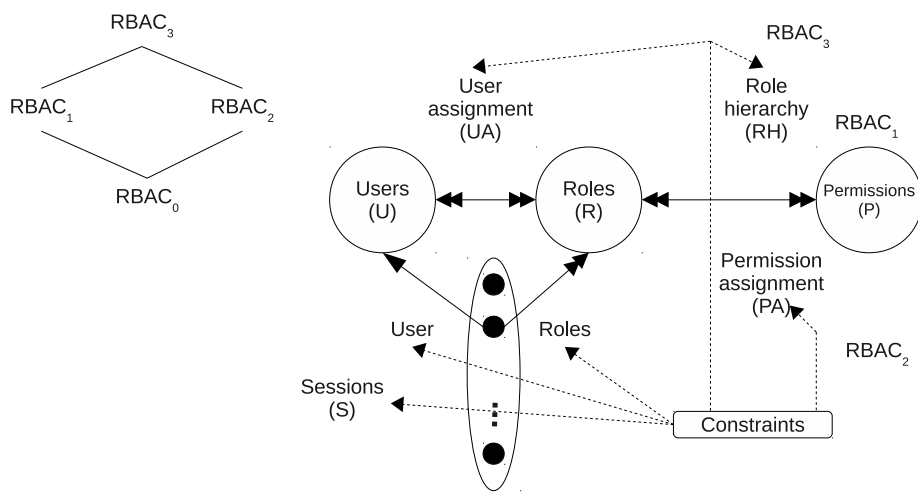 RBAC₃
RBAC₁
RBAC₂
RBAC₀
RBAC₃
User
assignment
(UA)
Role
hierarchy
(RH)
RBAC₁
Users
(U)
Roles
(R)
Permissions
(P)
Permission
assignment
(PA)
User
Roles
RBAC₂
Sessions
(S)
Constraints